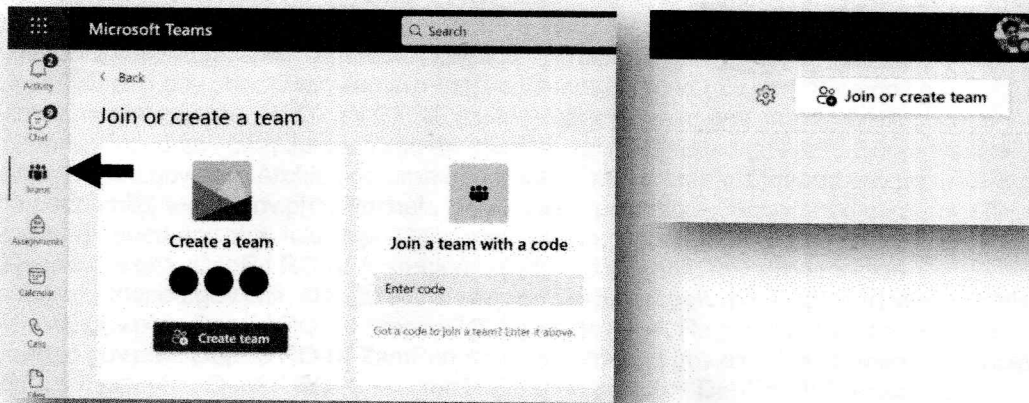 Microsoft Teams
Search
2
Activity
Chat
Teams
Assignments
Calendar
Calls
Files
Back
Join or create a team
Create a team
Create team
Join a team with a code
Enter code
Got a code to join a team? Enter it above.
Join or create team